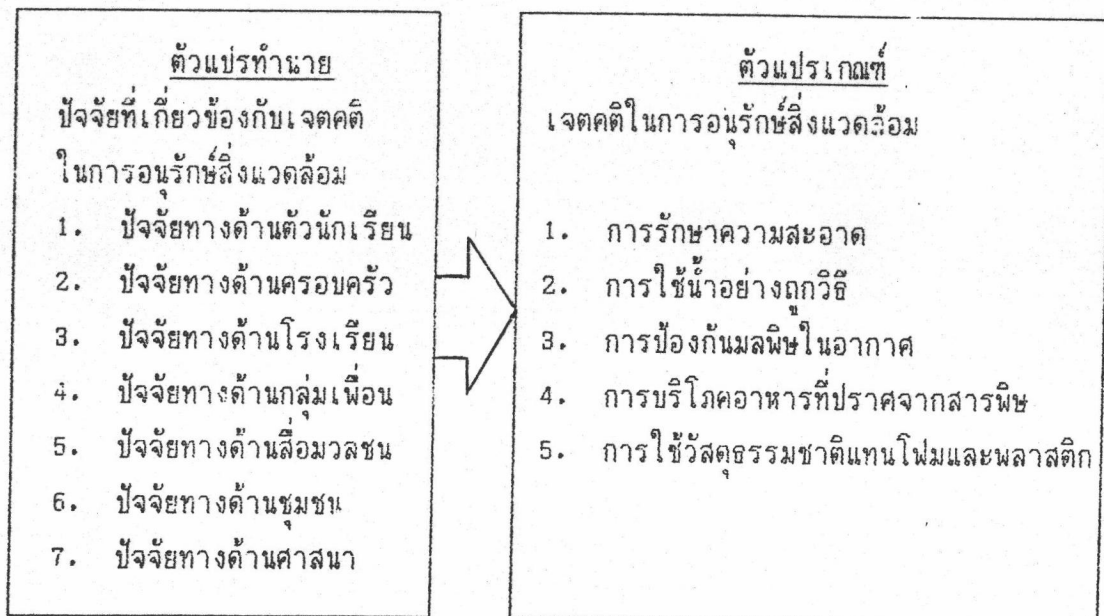 ตัวแปรทำนาย
ปัจจัยที่เกี่ยวข้องกับเจตคติ
ในการอนุรักษ์สิ่งแวดล้อม
1. ปัจจัยทางด้านตัวนักเรียน
2. ปัจจัยทางด้านครอบครัว
3. ปัจจัยทางด้านโรงเรียน
4. ปัจจัยทางด้านกลุ่มเพื่อน
5. ปัจจัยทางด้านสื่อมวลชน
6. ปัจจัยทางด้านชุมชน
7. ปัจจัยทางด้านศาสนา
ตัวแปรเกณฑ์
เจตคติในการอนุรักษ์สิ่งแวดล้อม
1. การรักษาความสะอาด
2. การใช้น้ำอย่างถูกวิธี
3. การป้องกันมลพิษในอากาศ
4. การบริโภคอาหารที่ปราศจากสารพิษ
5. การใช้วัสดุธรรมชาติแทนโฟมและพลาสติก